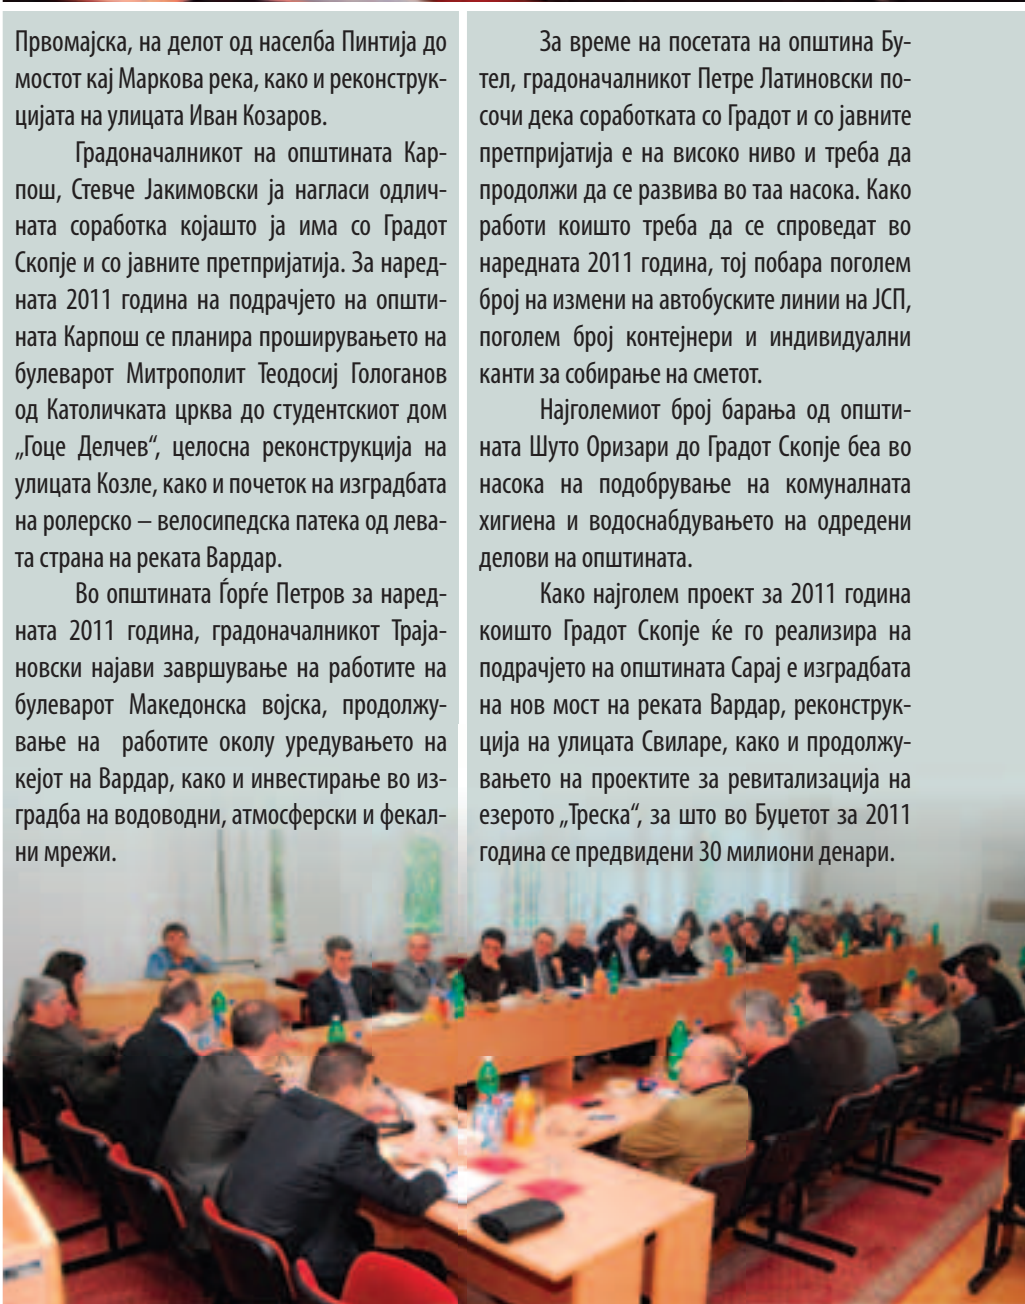 Првомајска, на делот од населба Пинтија до
мостот кај Маркова река, како и реконструк-
цијата на улицата Иван Козаров.
Градоначалникот на општината Кар-
пош, Стевче Јакимовски ја нагласи одлич-
ната соработка којашто ја има со Градот
Скопје и со јавните претпријатија. За наред-
ната 2011 година на подрачјето на општи-
ната Карпош се планира проширувањето на
булеварот Митрополит Теодосиј Гологанов
од Католичката црква до студентскиот дом
„Гоце Делчев“, целосна реконструкција на
улицата Козле, како и почеток на изградбата
на ролерско – велосипедска патека од лева-
та страна на реката Вардар.
Во општината Ѓорѓе Петров за наред-
ната 2011 година, градоначалникот Траја-
новски најави завршување на работите на
булеварот Македонска војска, продолжу-
вање на работите околу уредувањето на
кејот на Вардар, како и инвестирање во из-
градба на водоводни, атмосферски и фекал-
ни мрежи.
За време на посетата на општина Бу-
тел, градоначалникот Петре Латиновски по-
сочи дека соработката со Градот и со јавните
претпријатија е на високо ниво и треба да
продолжи да се развива во таа насока. Како
работи коишто треба да се спроведат во
наредната 2011 година, тој побара поголем
број на измени на автобуските линии на ЈСП,
поголем број контејнери и индивидуални
канти за собирање на сметот.
Најголемиот број барања од општи-
ната Шуто Оризари до Градот Скопје беа во
насока на подобрување на комуналната
хигиена и водоснабдувањето на одредени
делови на општината.
Како најголем проект за 2011 година
коишто Градот Скопје ќе го реализира на
подрачјето на општината Сарај е изградбата
на нов мост на реката Вардар, реконструк-
ција на улицата Свиларе, како и продолжу-
вањето на проектите за ревитализација на
езерото „Треска“, за што во Буџетот за 2011
година се предвидени 30 милиони денари.